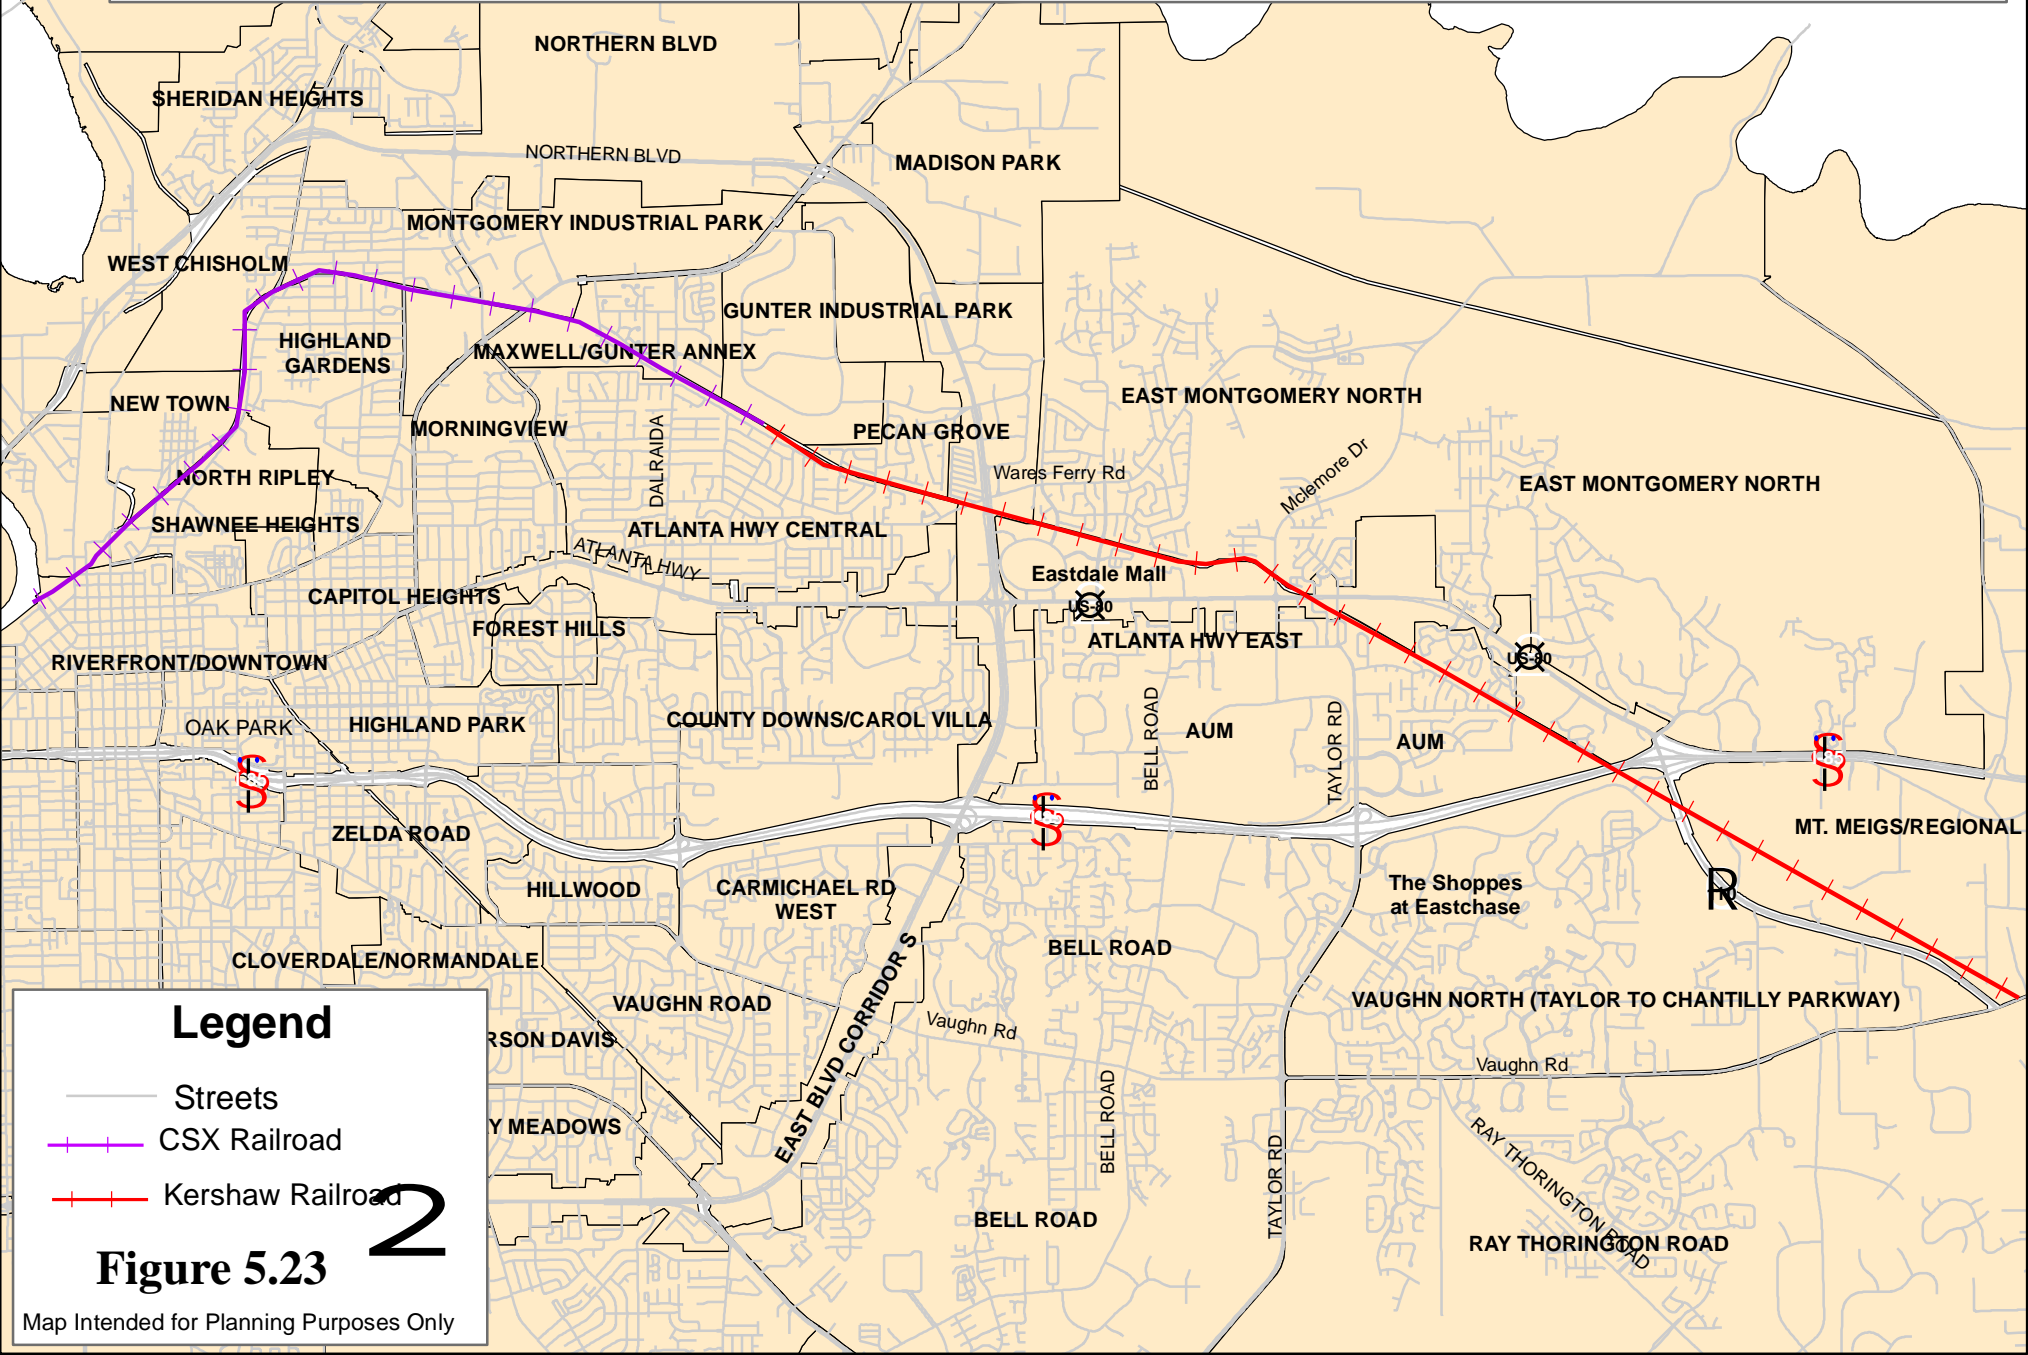 NORTHERN BLVD
SHERIDAN HEIGHTS
NORTHERN BLVD
MADISON PARK
MONTGOMERY INDUSTRIAL PARK
WEST CHISHOLM
GUNTER INDUSTRIAL PARK
HIGHLAND
GARDENS
MAXWELL/GUNTER ANNEX
EAST MONTGOMERY NORTH
NEW TOWN
MORNINGVIEW
DALRAIDA
PECAN GROVE
Wares Ferry Rd
Mclemore Dr
EAST MONTGOMERY NORTH
NORTH RIPLEY
SHAWNEE HEIGHTS
ATLANTA HWY CENTRAL
ATLANTA HWY
Eastdale Mall
CAPITOL HEIGHTS
US-80
FOREST HILLS
ATLANTA HWY EAST
US-80
RIVERFRONT/DOWNTOWN
OAK PARK
HIGHLAND PARK
COUNTY DOWNS/CAROL VILLA
BELL ROAD
AUM
TAYLOR RD
AUM
ZELDA ROAD
MT. MEIGS/REGIONAL
HILLWOOD
CARMICHAEL RD
WEST
The Shoppes
at Eastchase
R
CLOVERDALE/NORMANDALE
EAST BLVD CORRIDOR S
BELL ROAD
VAUGHN ROAD
VAUGHN NORTH (TAYLOR TO CHANTILLY PARKWAY)
Vaughn Rd
RSON DAVIS
Vaughn Rd
BELL ROAD
Y MEADOWS
TAYLOR RD
RAY THORINGTON ROAD
BELL ROAD
RAY THORINGTON ROAD
Legend
Streets
CSX Railroad
Kershaw Railroad
2
Figure 5.23
Map Intended for Planning Purposes Only